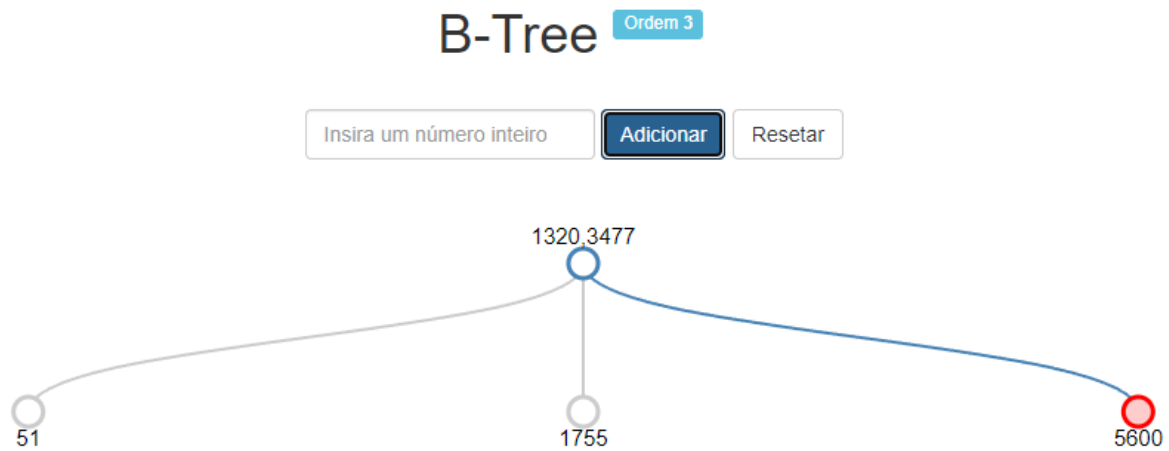 B-Tree Ordem 3
Insira um número inteiro Adicionar Resetar
1320,3477
51 1755 5600